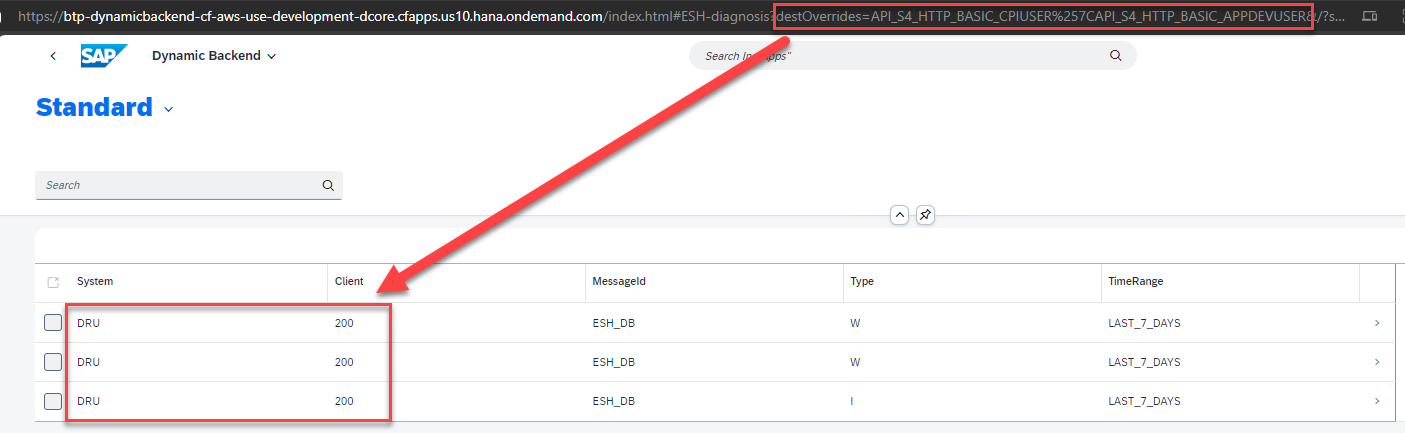 https://btp-dynamicbackend-cf-aws-use-development-dcore.cfapps.us10.hana.ondemand.com/index.html#ESH-diagnosis?destOverrides=API_S4_HTTP_BASIC_CPIUSER%257CAPI_S4_HTTP_BASIC_APPDEVUSER&/?s...
SAP Dynamic Backend Search In
Standard
Search
System Client MessageId Type TimeRange
DRU 200 ESH_DB W LAST_7_DAYS
DRU 200 ESH_DB W LAST_7_DAYS
DRU 200 ESH_DB I LAST_7_DAYS